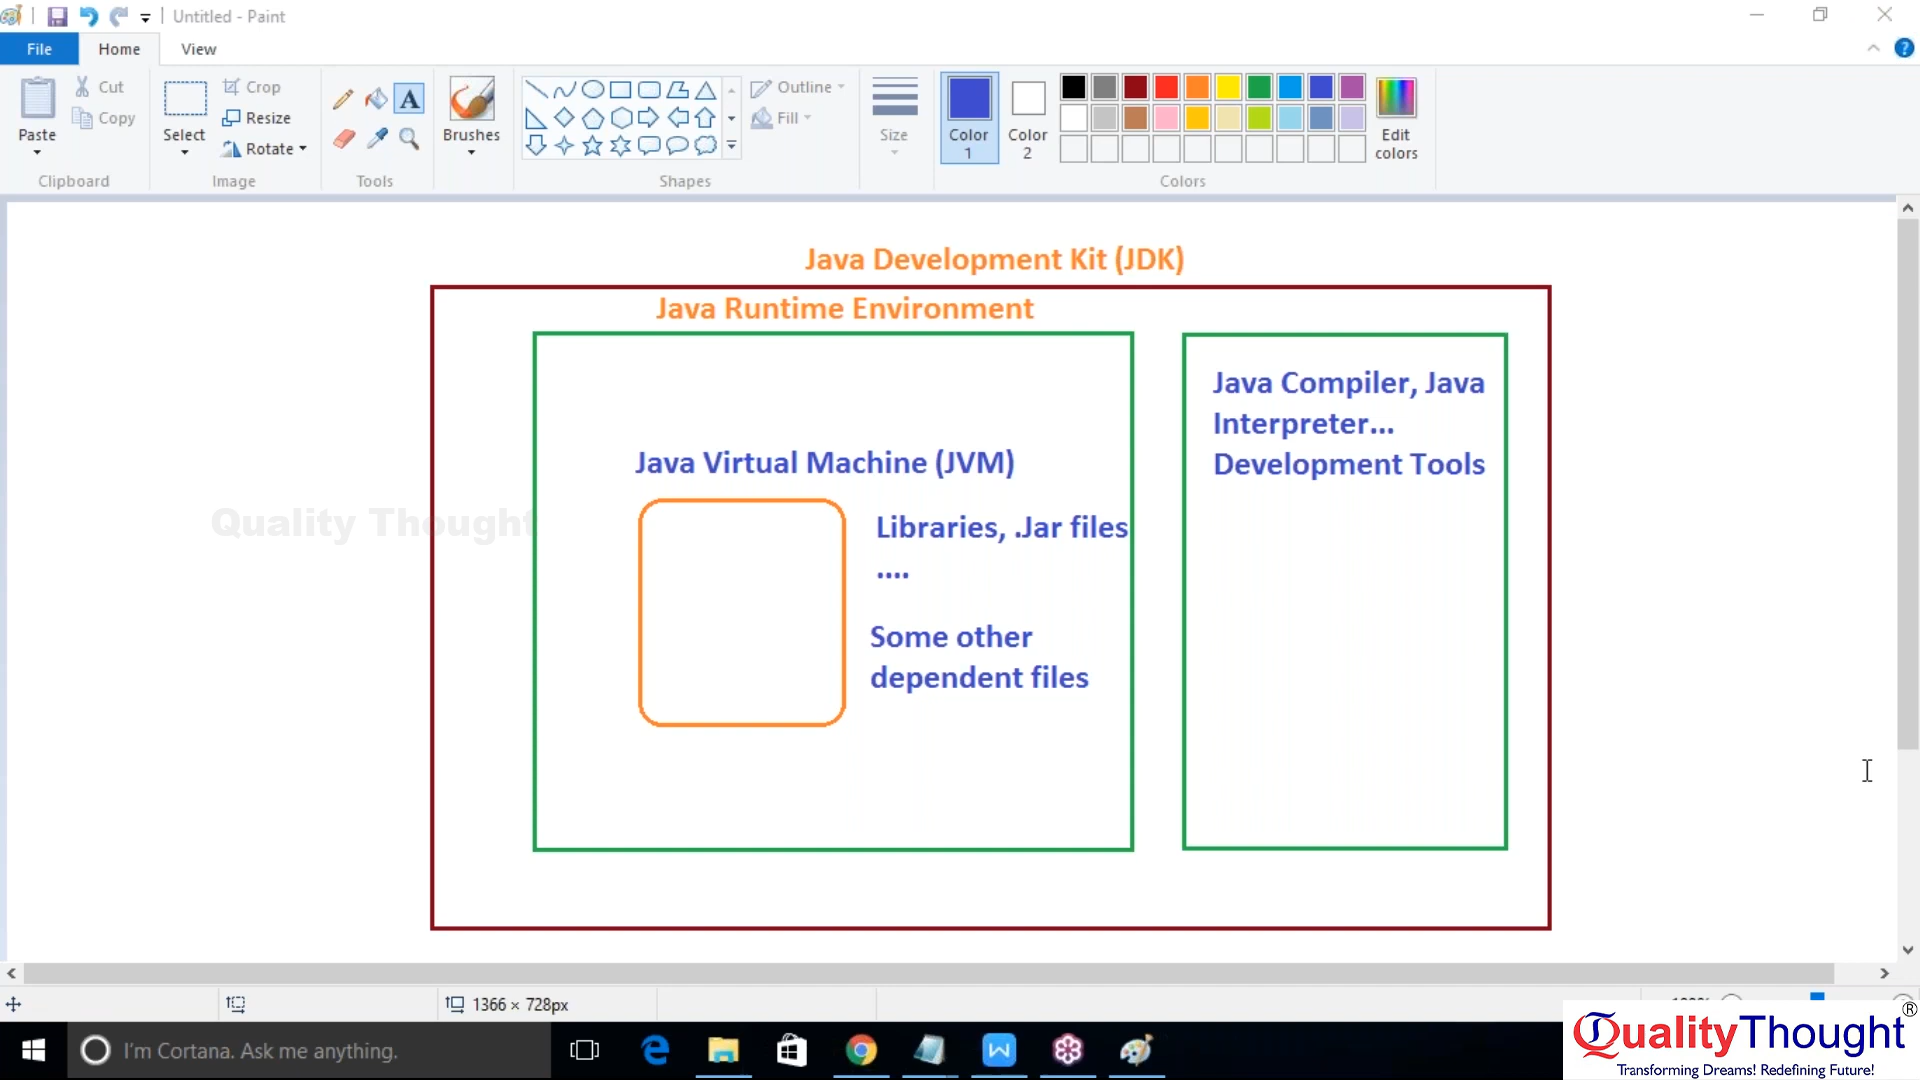 Untitled - Paint
File
Home
View
Paste
Cut
Copy
Clipboard
Select
Crop
Resize
Rotate
Image
A
Tools
Brushes
Shapes
Outline
Fill
Size
Color
1
Color
2
Edit
colors
Colors
Java Development Kit (JDK)
Java Runtime Environment
Java Virtual Machine (JVM)
Libraries, .Jar files
....
Some other
dependent files
Java Compiler, Java
Interpreter...
Development Tools
Quality Thought
1366 × 728px
I'm Cortana. Ask me anything.
QualityThought®
Transforming Dreams! Redefining Future!